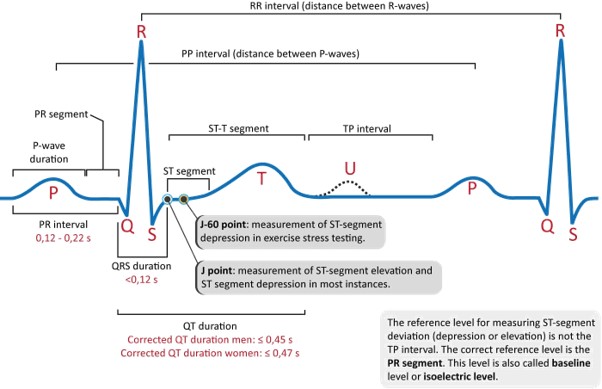 RR interval (distance between R-waves)
R
R
PP interval (distance between P-waves)
PR segment
P-wave
duration
ST-T segment
TP interval
ST segment
P
T
U
P
Q
S
Q
S
PR interval
0,12 - 0,22 s
J-60 point: measurement of ST-segment
depression in exercise stress testing.
QRS duration
<0,12 s
J point: measurement of ST-segment elevation and
ST segment depression in most instances.
QT duration
Corrected QT duration men: ≤ 0,45 s
Corrected QT duration women: ≤ 0,47 s
The reference level for measuring ST-segment
deviation (depression or elevation) is not the
TP interval. The correct reference level is the
PR segment. This level is also called baseline
level or isoelectric level.